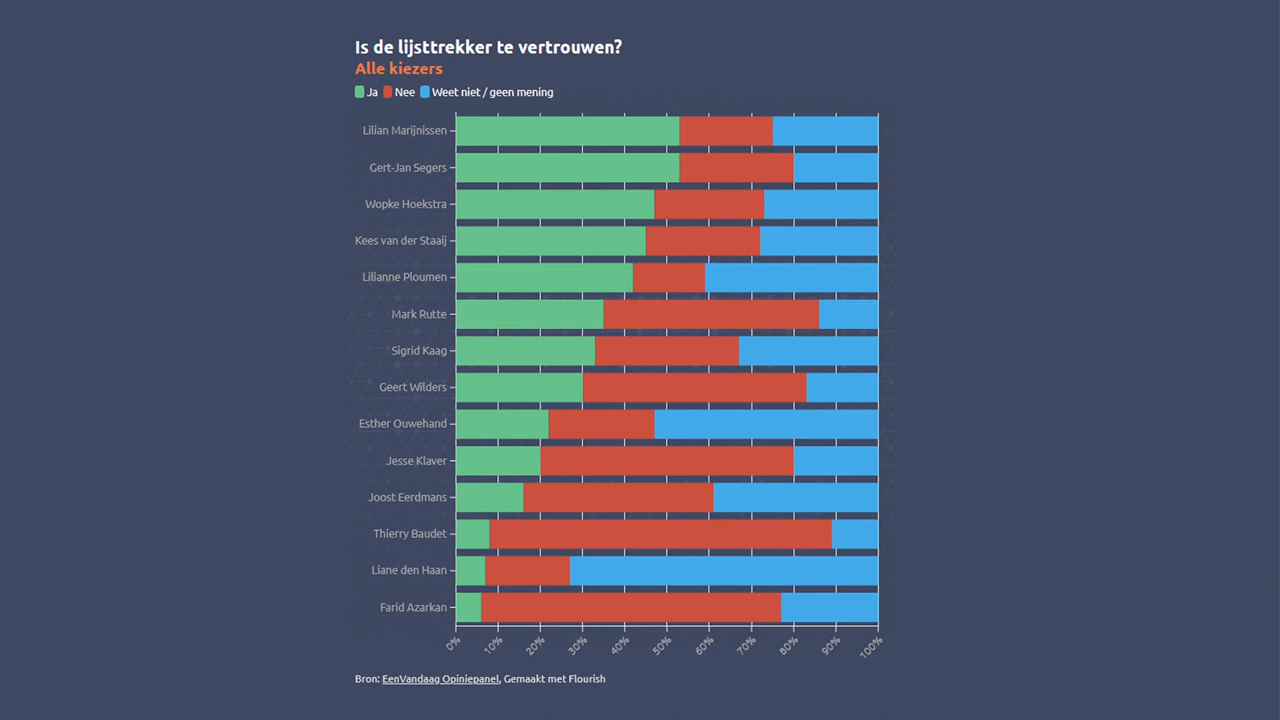 Is de lijsttrekker te vertrouwen?
Alle kiezers
Ja Nee Weet niet / geen mening
Lilian Marijnissen
Gert-Jan Segers
Wopke Hoekstra
Kees van der Staaij
Lilianne Ploumen
Mark Rutte
Sigrid Kaag
Geert Wilders
Esther Ouwehand
Jesse Klaver
Joost Eerdmans
Thierry Baudet
Liane den Haan
Farid Azarkan
0% 10% 20% 30% 40% 50% 60% 70% 80% 90% 100%
Bron: EenVandaag Opiniepanel, Gemaakt met Flourish